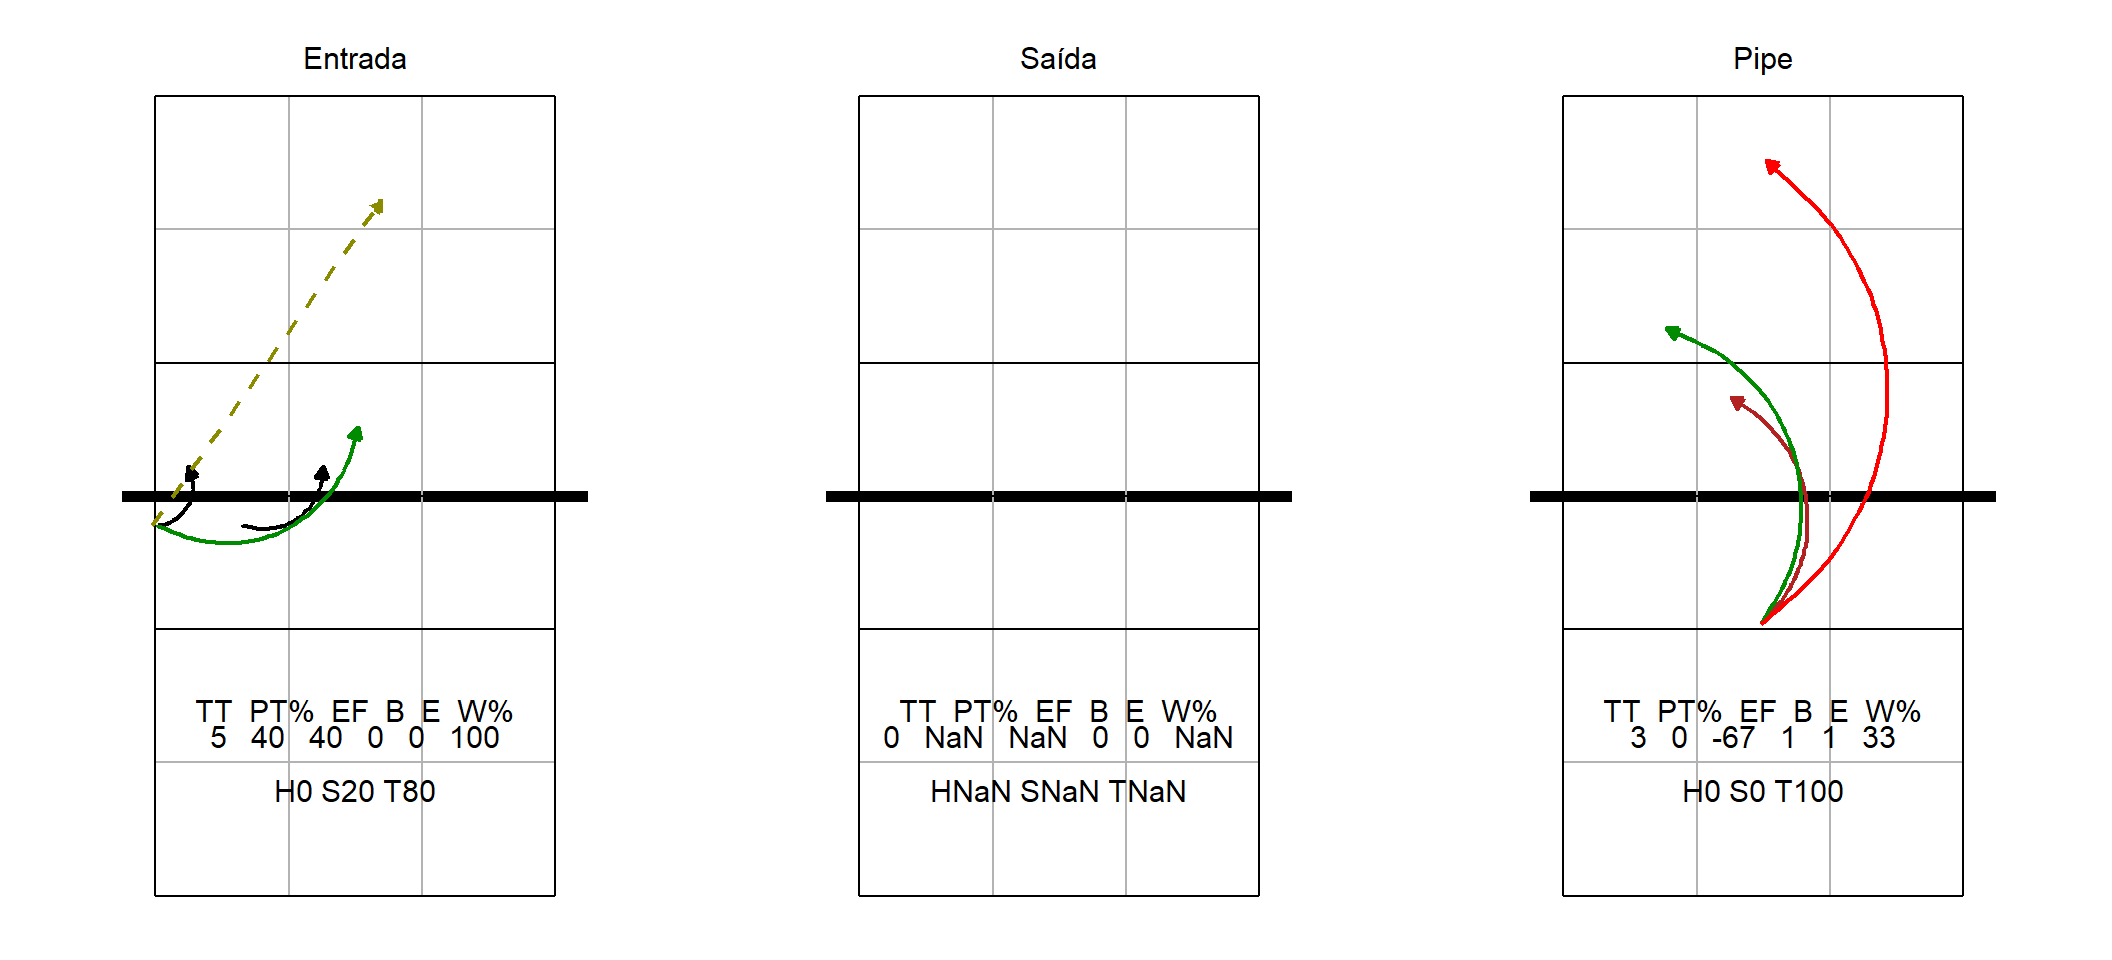 Entrada
TT PT% EF B E W%
5 40 40 0 0 100
H0 S20 T80
Saída
TT PT% EF B E W%
0 NaN NaN 0 0 NaN
HNaN SNaN TNaN
Pipe
TT PT% EF B E W%
3 0 -67 1 1 33
H0 S0 T100